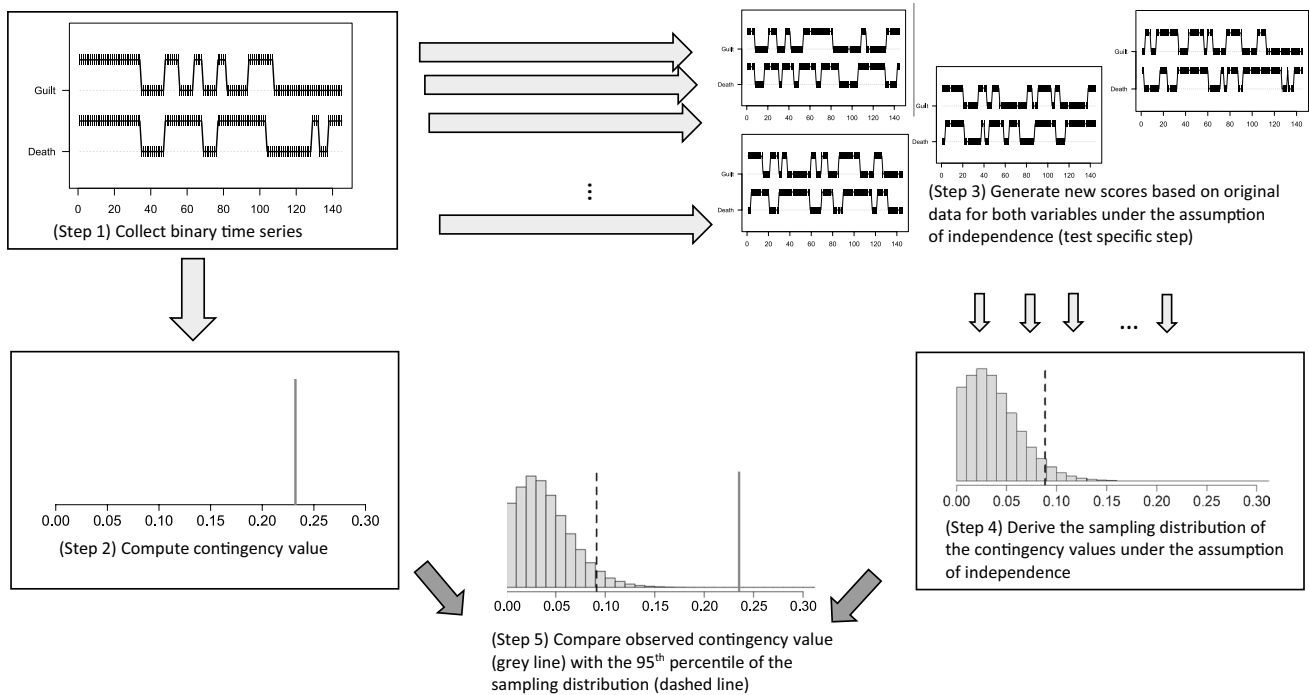 Guilt
Death
0 20 40 60 80 100 120 140
(Step 1) Collect binary time series
...
Guilt
Death
0 20 40 60 80 100 120 140
Guilt
Death
0 20 40 60 80 100 120 140
Guilt
Death
0 20 40 60 80 100 120 140
Guilt
Death
0 20 40 60 80 100 120 140
(Step 3) Generate new scores based on original
data for both variables under the assumption
of independence (test specific step)
...
0.00 0.05 0.10 0.15 0.20 0.25 0.30
(Step 2) Compute contingency value
0.00 0.05 0.10 0.15 0.20 0.25 0.30
(Step 4) Derive the sampling distribution of
the contingency values under the assumption
of independence
0.00 0.05 0.10 0.15 0.20 0.25 0.30
(Step 5) Compare observed contingency value
(grey line) with the 95th percentile of the
sampling distribution (dashed line)